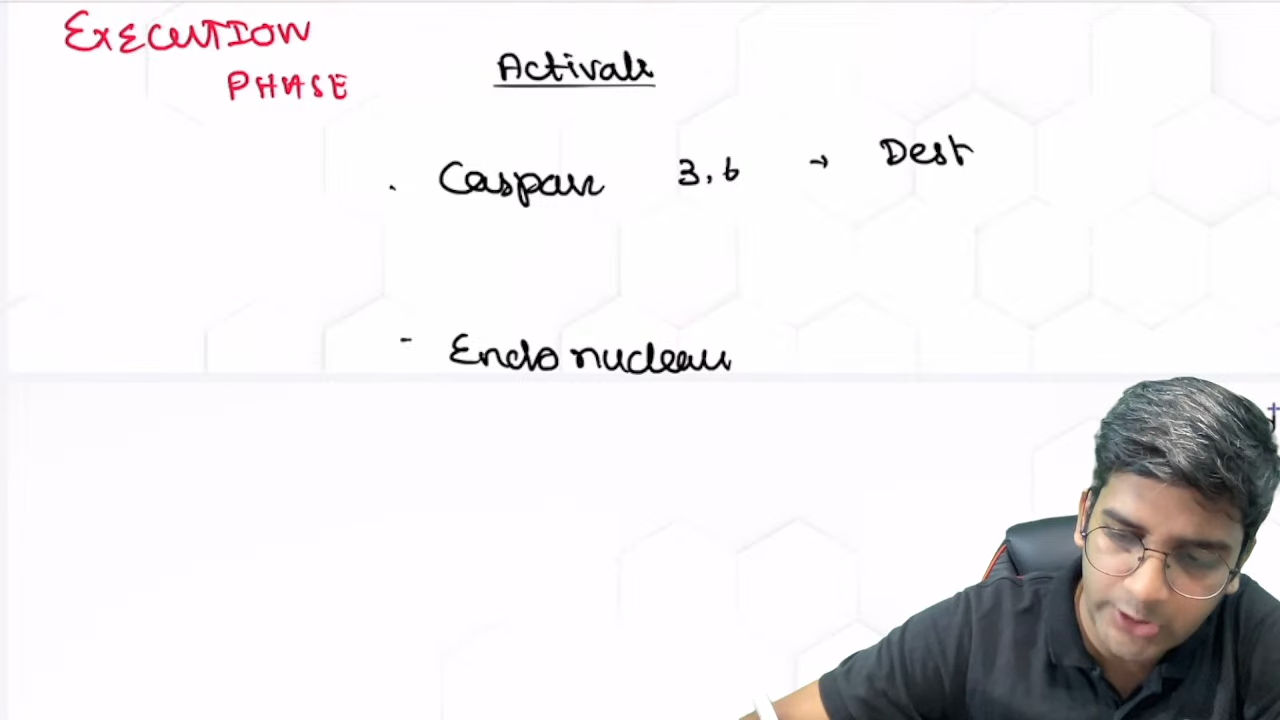 EXECUTION
PHASE
Activate
. Caspase 3,6 → Dest
- Endonuclease